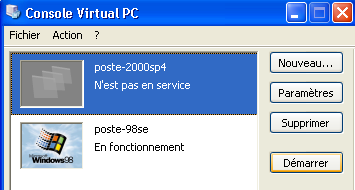 Console Virtual PC
Fichier Action ?
poste-2000sp4
N'est pas en service
poste-98se
En fonctionnement
Microsoft
Windows98
Nouveau...
Paramètres
Supprimer
Démarrer